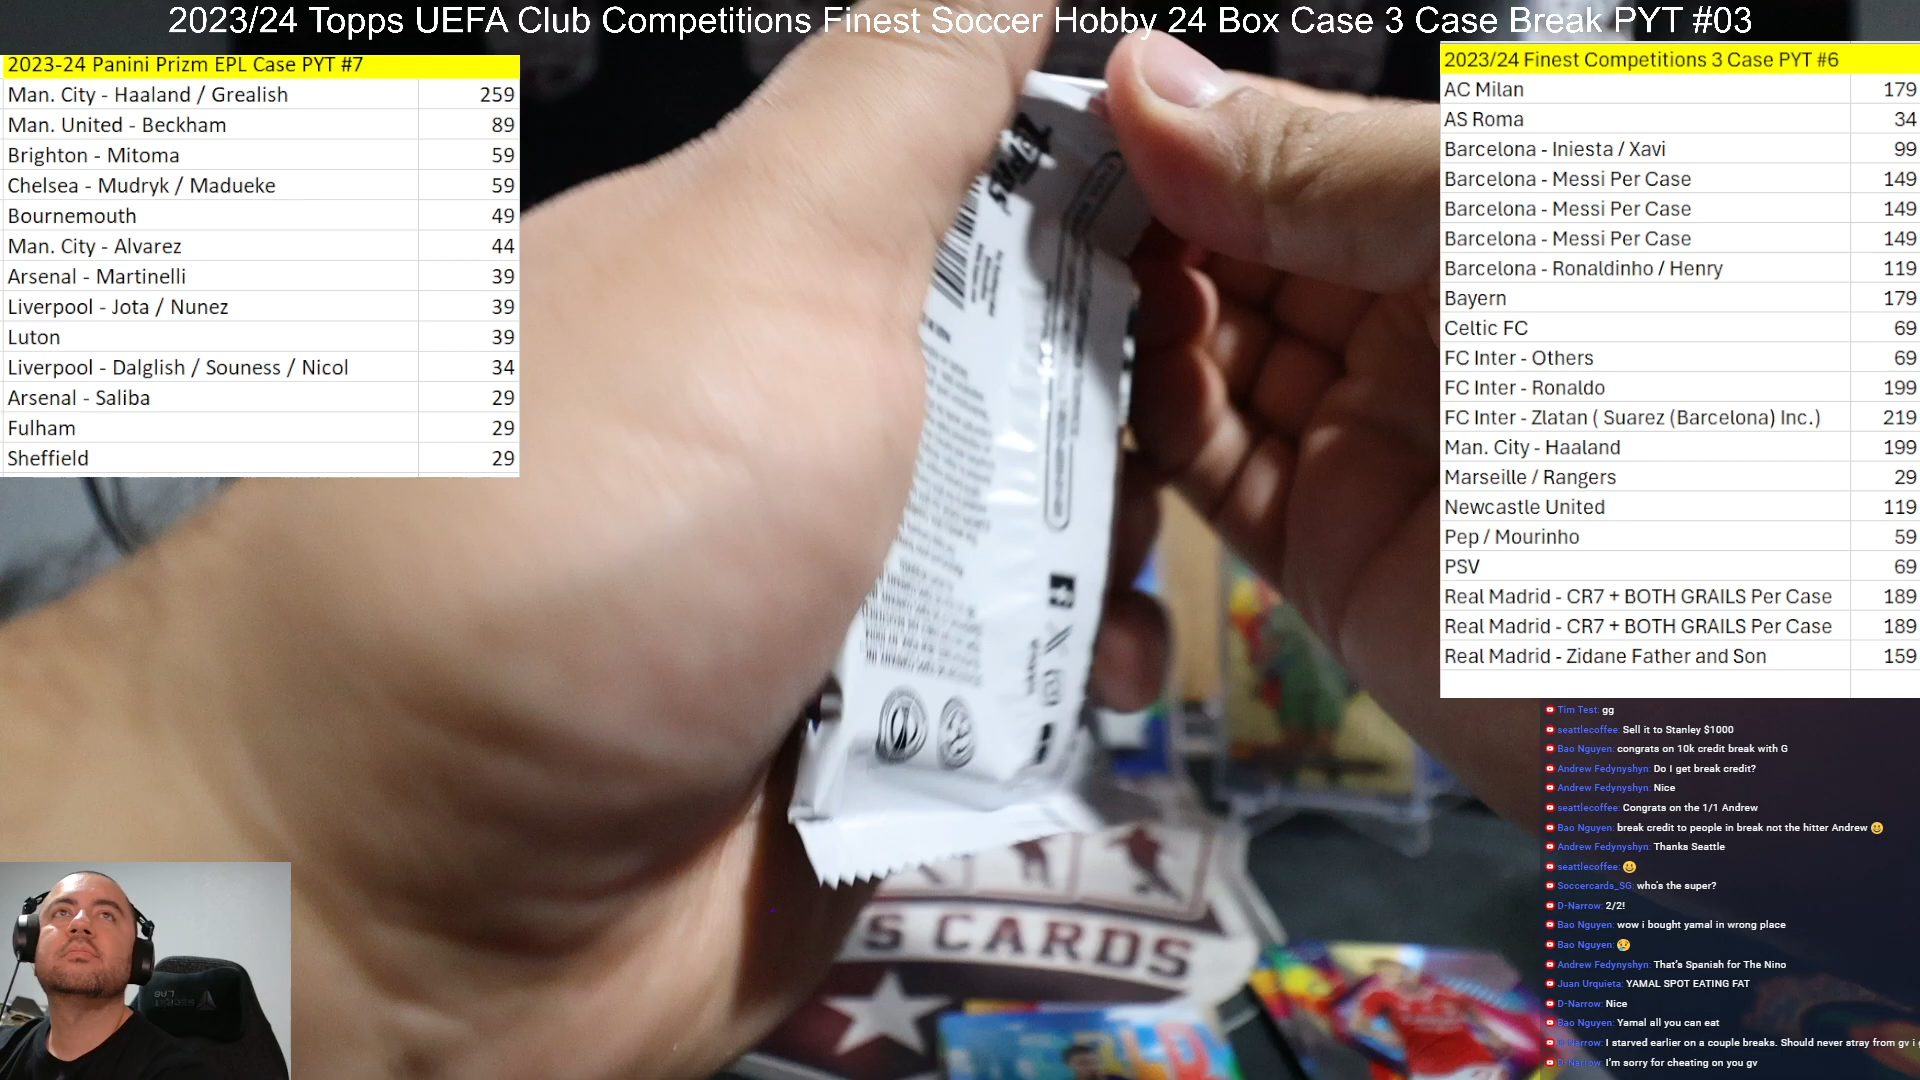 2023/24 Topps UEFA Club Competitions Finest Soccer Hobby 24 Box Case 3 Case Break PYT #03
2023-24 Panini Prizm EPL Case PYT #7
Man. City - Haaland / Grealish 259
Man. United - Beckham 89
Brighton - Mitoma 59
Chelsea - Mudryk / Madueke 59
Bournemouth 49
Man. City - Alvarez 44
Arsenal - Martinelli 39
Liverpool - Jota / Nunez 39
Luton 39
Liverpool - Dalglish / Souness / Nicol 34
Arsenal - Saliba 29
Fulham 29
Sheffield 29
2023/24 Finest Competitions 3 Case PYT #6
AC Milan 179
AS Roma 34
Barcelona - Iniesta / Xavi 99
Barcelona - Messi Per Case 149
Barcelona - Messi Per Case 149
Barcelona - Messi Per Case 149
Barcelona - Ronaldinho / Henry 119
Bayern 179
Celtic FC 69
FC Inter - Others 69
FC Inter - Ronaldo 199
FC Inter - Zlatan ( Suarez (Barcelona) Inc.) 219
Man. City - Haaland 199
Marseille / Rangers 29
Newcastle United 119
Pep / Mourinho 59
PSV 69
Real Madrid - CR7 + BOTH GRAILS Per Case 189
Real Madrid - CR7 + BOTH GRAILS Per Case 189
Real Madrid - Zidane Father and Son 159
Tim Test: gg
seattlecoffee: Sell it to Stanley $1000
Bao Nguyen: congrats on 10k credit break with G
Andrew Fedynyshyn: Do I get break credit?
Andrew Fedynyshyn: Nice
seattlecoffee: Congrats on the 1/1 Andrew
Bao Nguyen: break credit to people in break not the hitter Andrew 😀
Andrew Fedynyshyn: Thanks Seattle
seattlecoffee: 😀
Soccercards_SG: who's the super?
D-Narrow: 2/2!
Bao Nguyen: wow i bought yamal in wrong place
Bao Nguyen: 😢
Andrew Fedynyshyn: That's Spanish for The Nino
Juan Urquieta: YAMAL SPOT EATING FAT
D-Narrow: Nice
Bao Nguyen: Yamal all you can eat
D-Narrow: I starved earlier on a couple breaks. Should never stray from gv i
D-Narrow: I'm sorry for cheating on you gv
TOPPS
S CARDS